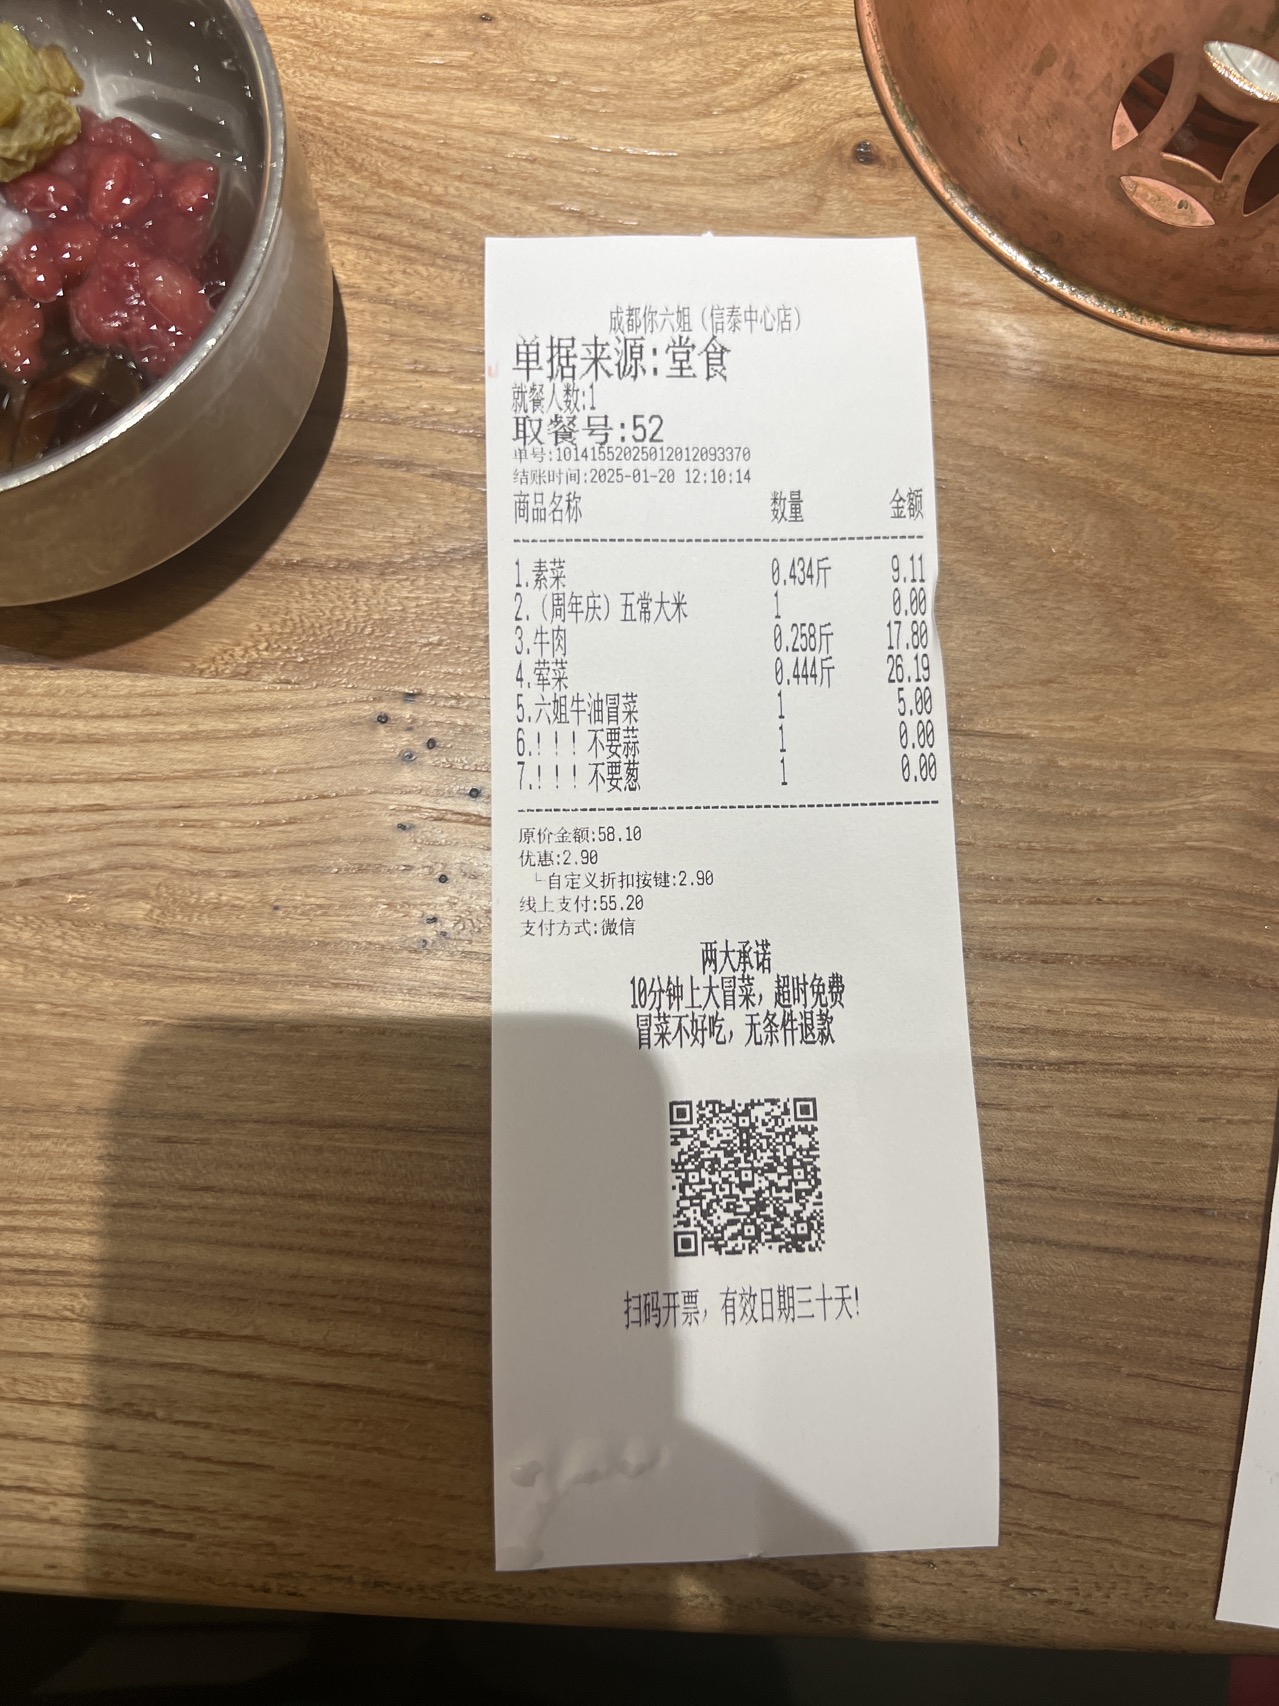 成都你六姐（信泰中心店）
单据来源:堂食
就餐人数:1
取餐号:52
单号:10141552025012012093370
结账时间:2025-01-20 12:10:14
商品名称 数量 金额
1.素菜 0.434斤 9.11
2.（周年庆）五常大米 1 0.00
3.牛肉 0.258斤 17.80
4.荤菜 0.444斤 26.19
5.六姐牛油冒菜 1 5.00
6.！！！不要蒜 1 0.00
7.！！！不要葱 1 0.00
原价金额:58.10
优惠:2.90
└自定义折扣按键:2.90
线上支付:55.20
支付方式:微信
两大承诺
10分钟上大冒菜，超时免费
冒菜不好吃，无条件退款
扫码开票，有效日期三十天!